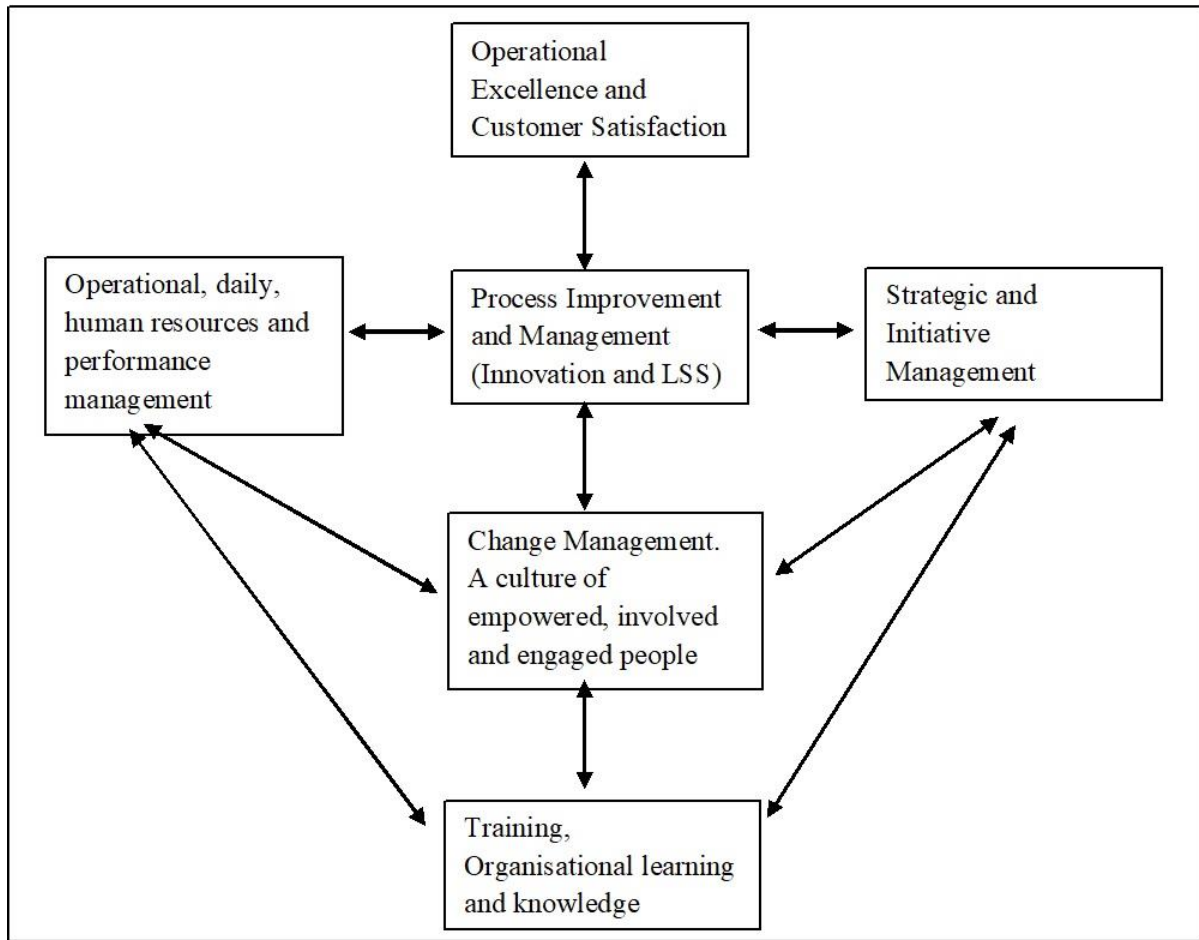 Operational
Excellence and
Customer Satisfaction
Operational, daily,
human resources and
performance
management
Process Improvement
and Management
(Innovation and LSS)
Strategic and
Initiative
Management
Change Management.
A culture of
empowered, involved
and engaged people
Training,
Organisational learning
and knowledge